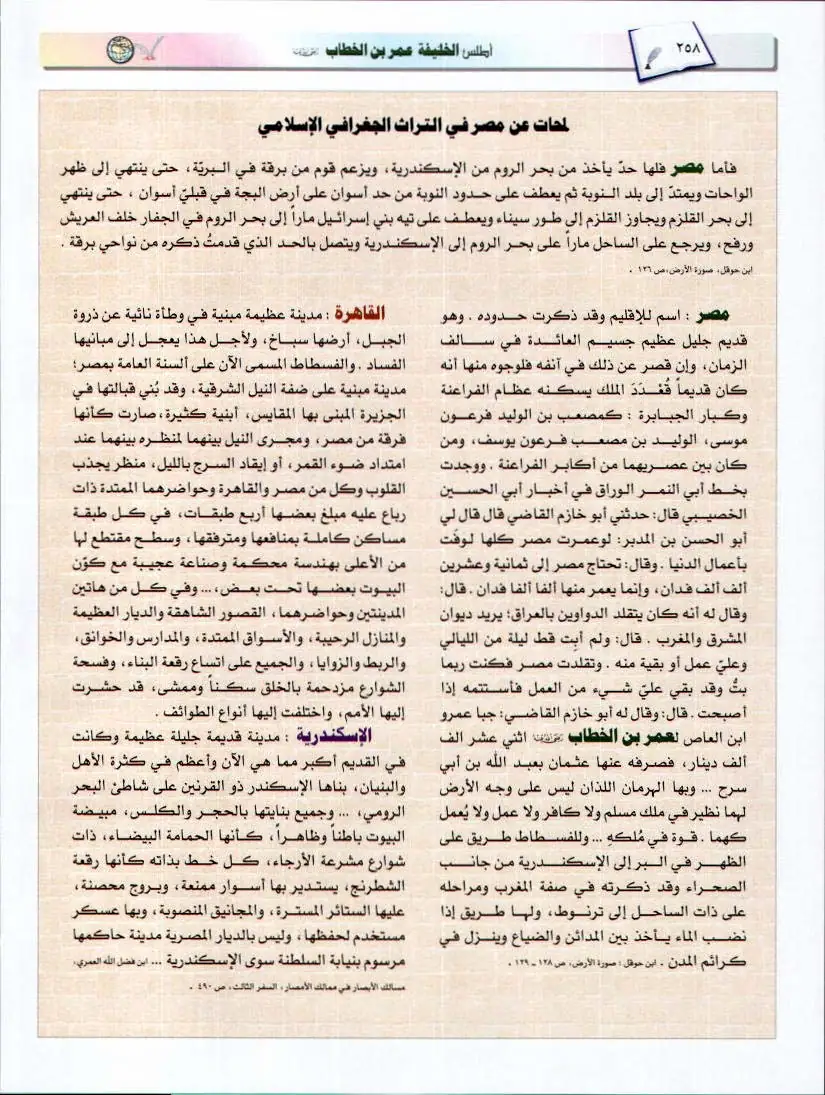 ٢٥٨
أطلس الخليفة عمر بن الخطاب رضي الله عنه
لمحات عن مصر في التراث الجغرافي الإسلامي
فأما مصر فلها حدّ يأخذ من بحر الروم من الإسكندرية، ويزعم قوم من برقة في البريّة، حتى ينتهي إلى ظهر
الواحات ويمتدّ إلى بلد النوبة ثم يعطف على حدود النوبة من حد أسوان على أرض البجة في قبليّ أسوان ، حتى ينتهي
إلى بحر القلزم ويجاوز القلزم إلى طور سيناء ويعطف على تيه بني إسرائيل ماراً إلى بحر الروم في الجفار خلف العريش
ورفح، ويرجع على الساحل ماراً على بحر الروم إلى الإسكندرية ويتصل بالحد الذي قدمتُ ذكره من نواحي برقة .
ابن حوقل، صورة الأرض،ص ١٢٦ .
مصر : اسم للإقليم وقد ذكرت حدوده . وهو
قديم جليل عظيم جسيم العائدة في سالف
الزمان، وإن قصر عن ذلك في آنفه فلوجوه منها أنه
كان قديماً قُعْدَدَ الملك يسكنه عظام الفراعنة
وكبار الجبابرة : كمصعب بن الوليد فرعون
موسى، الوليد بن مصعب فرعون يوسف، ومن
كان بين عصريهما من أكابر الفراعنة . ووجدت
بخط أبي النمر الوراق في أخبار أبي الحسين
الخصيبي قال: حدثني أبو خازم القاضي قال قال لي
أبو الحسن بن المدبر: لوعمرت مصر كلها لوفَت
بأعمال الدنيا . وقال: تحتاج مصر إلى ثمانية وعشرين
ألف ألف فدان، وإنما يعمر منها ألفا ألفا فدان . قال:
وقال له أنه كان يتقلد الدواوين بالعراق؛ يريد ديوان
المشرق والمغرب . قال: ولم أبِت قط ليلة من الليالي
وعليّ عمل أو بقية منه . وتقلدت مصر فكنت ربما
بتُّ وقد بقي عليّ شيء من العمل فأستتمه إذا
أصبحت . قال: وقال له أبو خازم القاضي: جبا عمرو
ابن العاص لعمر بن الخطاب رضي الله عنه اثني عشر الف
ألف دينار، فصرفه عنها عثمان بعبد الله بن أبي
سرح ... وبها الهرمان اللذان ليس على وجه الأرض
لهما نظير في ملك مسلم ولا كافر ولا عمل ولا يُعمل
كهما . قوة في مُلكهِ ... وللفسطاط طريق على
الظهر في البر إلى الإسكندرية من جانب
الصحراء وقد ذكرته في صفة المغرب ومراحله
على ذات الساحل إلى ترنوط، ولها طريق إذا
نضب الماء يأخذ بين المدائن والضياع وينزل في
كرائم المدن . ابن حوقل : صورة الأرض، ص ١٢٨ - ١٢٩ .
القاهرة : مدينة عظيمة مبنية في وطأة نائية عن ذروة
الجبل، أرضها سباخ، ولأجل هذا يعجل إلى مبانيها
الفساد . والفسطاط المسمى الآن على ألسنة العامة بمصر؛
مدينة مبنية على ضفة النيل الشرقية، وقد بُني قبالتها في
الجزيرة المبنى بها المقايس، أبنية كثيرة، صارت كأنها
فرقة من مصر، ومجرى النيل بينهما لمنظره بينهما عند
امتداد ضوء القمر، أو إيقاد السرج بالليل، منظر يجذب
القلوب وكل من مصر والقاهرة وحواضرهما الممتدة ذات
رباع عليه مبلغ بعضها أربع طبقات، في كل طبقة
مساكن كاملة بمنافعها ومترفقها، وسطح مقتطع لها
من الأعلى بهندسة محكمة وصناعة عجيبة مع كوّن
البيوت بعضها تحت بعض، ... وفي كل من هاتين
المدينتين وحواضرهما، القصور الشاهقة والديار العظيمة
والمنازل الرحيبة، والأسواق الممتدة، والمدارس والخوانق،
والربط والزوايا، والجميع على اتساع رقعة البناء، وفسحة
الشوارع مزدحمة بالخلق سكناً وممشى، قد حشرت
إليها الأمم، واختلفت إليها أنواع الطوائف .
الإسكندرية : مدينة قديمة جليلة عظيمة وكانت
في القديم أكبر مما هي الآن وأعظم في كثرة الأهل
والبنيان، بناها الإسكندر ذو القرنين على شاطئ البحر
الرومي، ... وجميع بنايتها بالحجر والكلس، مبيضة
البيوت باطناً وظاهراً، كأنها الحمامة البيضاء، ذات
شوارع مشرعة الأرجاء، كل خط بذاته كأنها رقعة
الشطرنج، يستدير بها أسوار ممنعة، وبروج محصنة،
عليها الستائر المسترة، والمجانيق المنصوبة، وبها عسكر
مستخدم لحفظها، وليس بالديار المصرية مدينة حاكمها
مرسوم بنيابة السلطنة سوى الإسكندرية ... ابن فضل الله العمري،
مسالك الأبصار في ممالك الأمصار، السفر الثالث، ص ٤٩٠ .